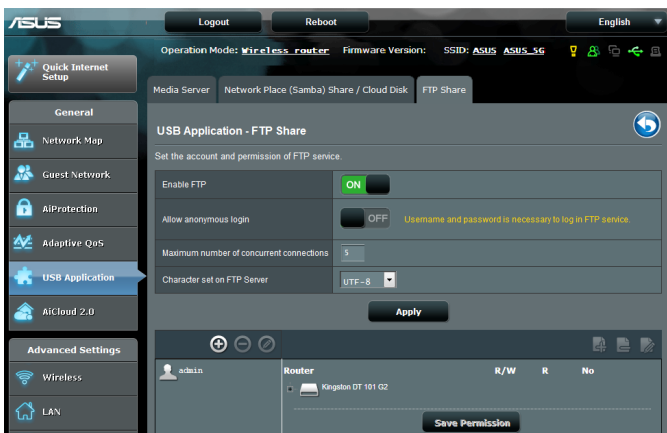 ASUS
Logout
Reboot
English
Operation Mode: Wireless router Firmware Version: SSID: ASUS ASUS_5G
Quick Internet
Setup
General
Network Map
Guest Network
AiProtection
Adaptive QoS
USB Application
AiCloud 2.0
Advanced Settings
Wireless
LAN
Media Server
Network Place (Samba) Share / Cloud Disk
FTP Share
USB Application - FTP Share
Set the account and permission of FTP service.
Enable FTP
ON
Allow anonymous login
OFF
Username and password is necessary to log in FTP service.
Maximum number of concurrent connections
5
Character set on FTP Server
UTF-8
Apply
admin
Router
R/W
R
No
Kingston DT 101 G2
Save Permission